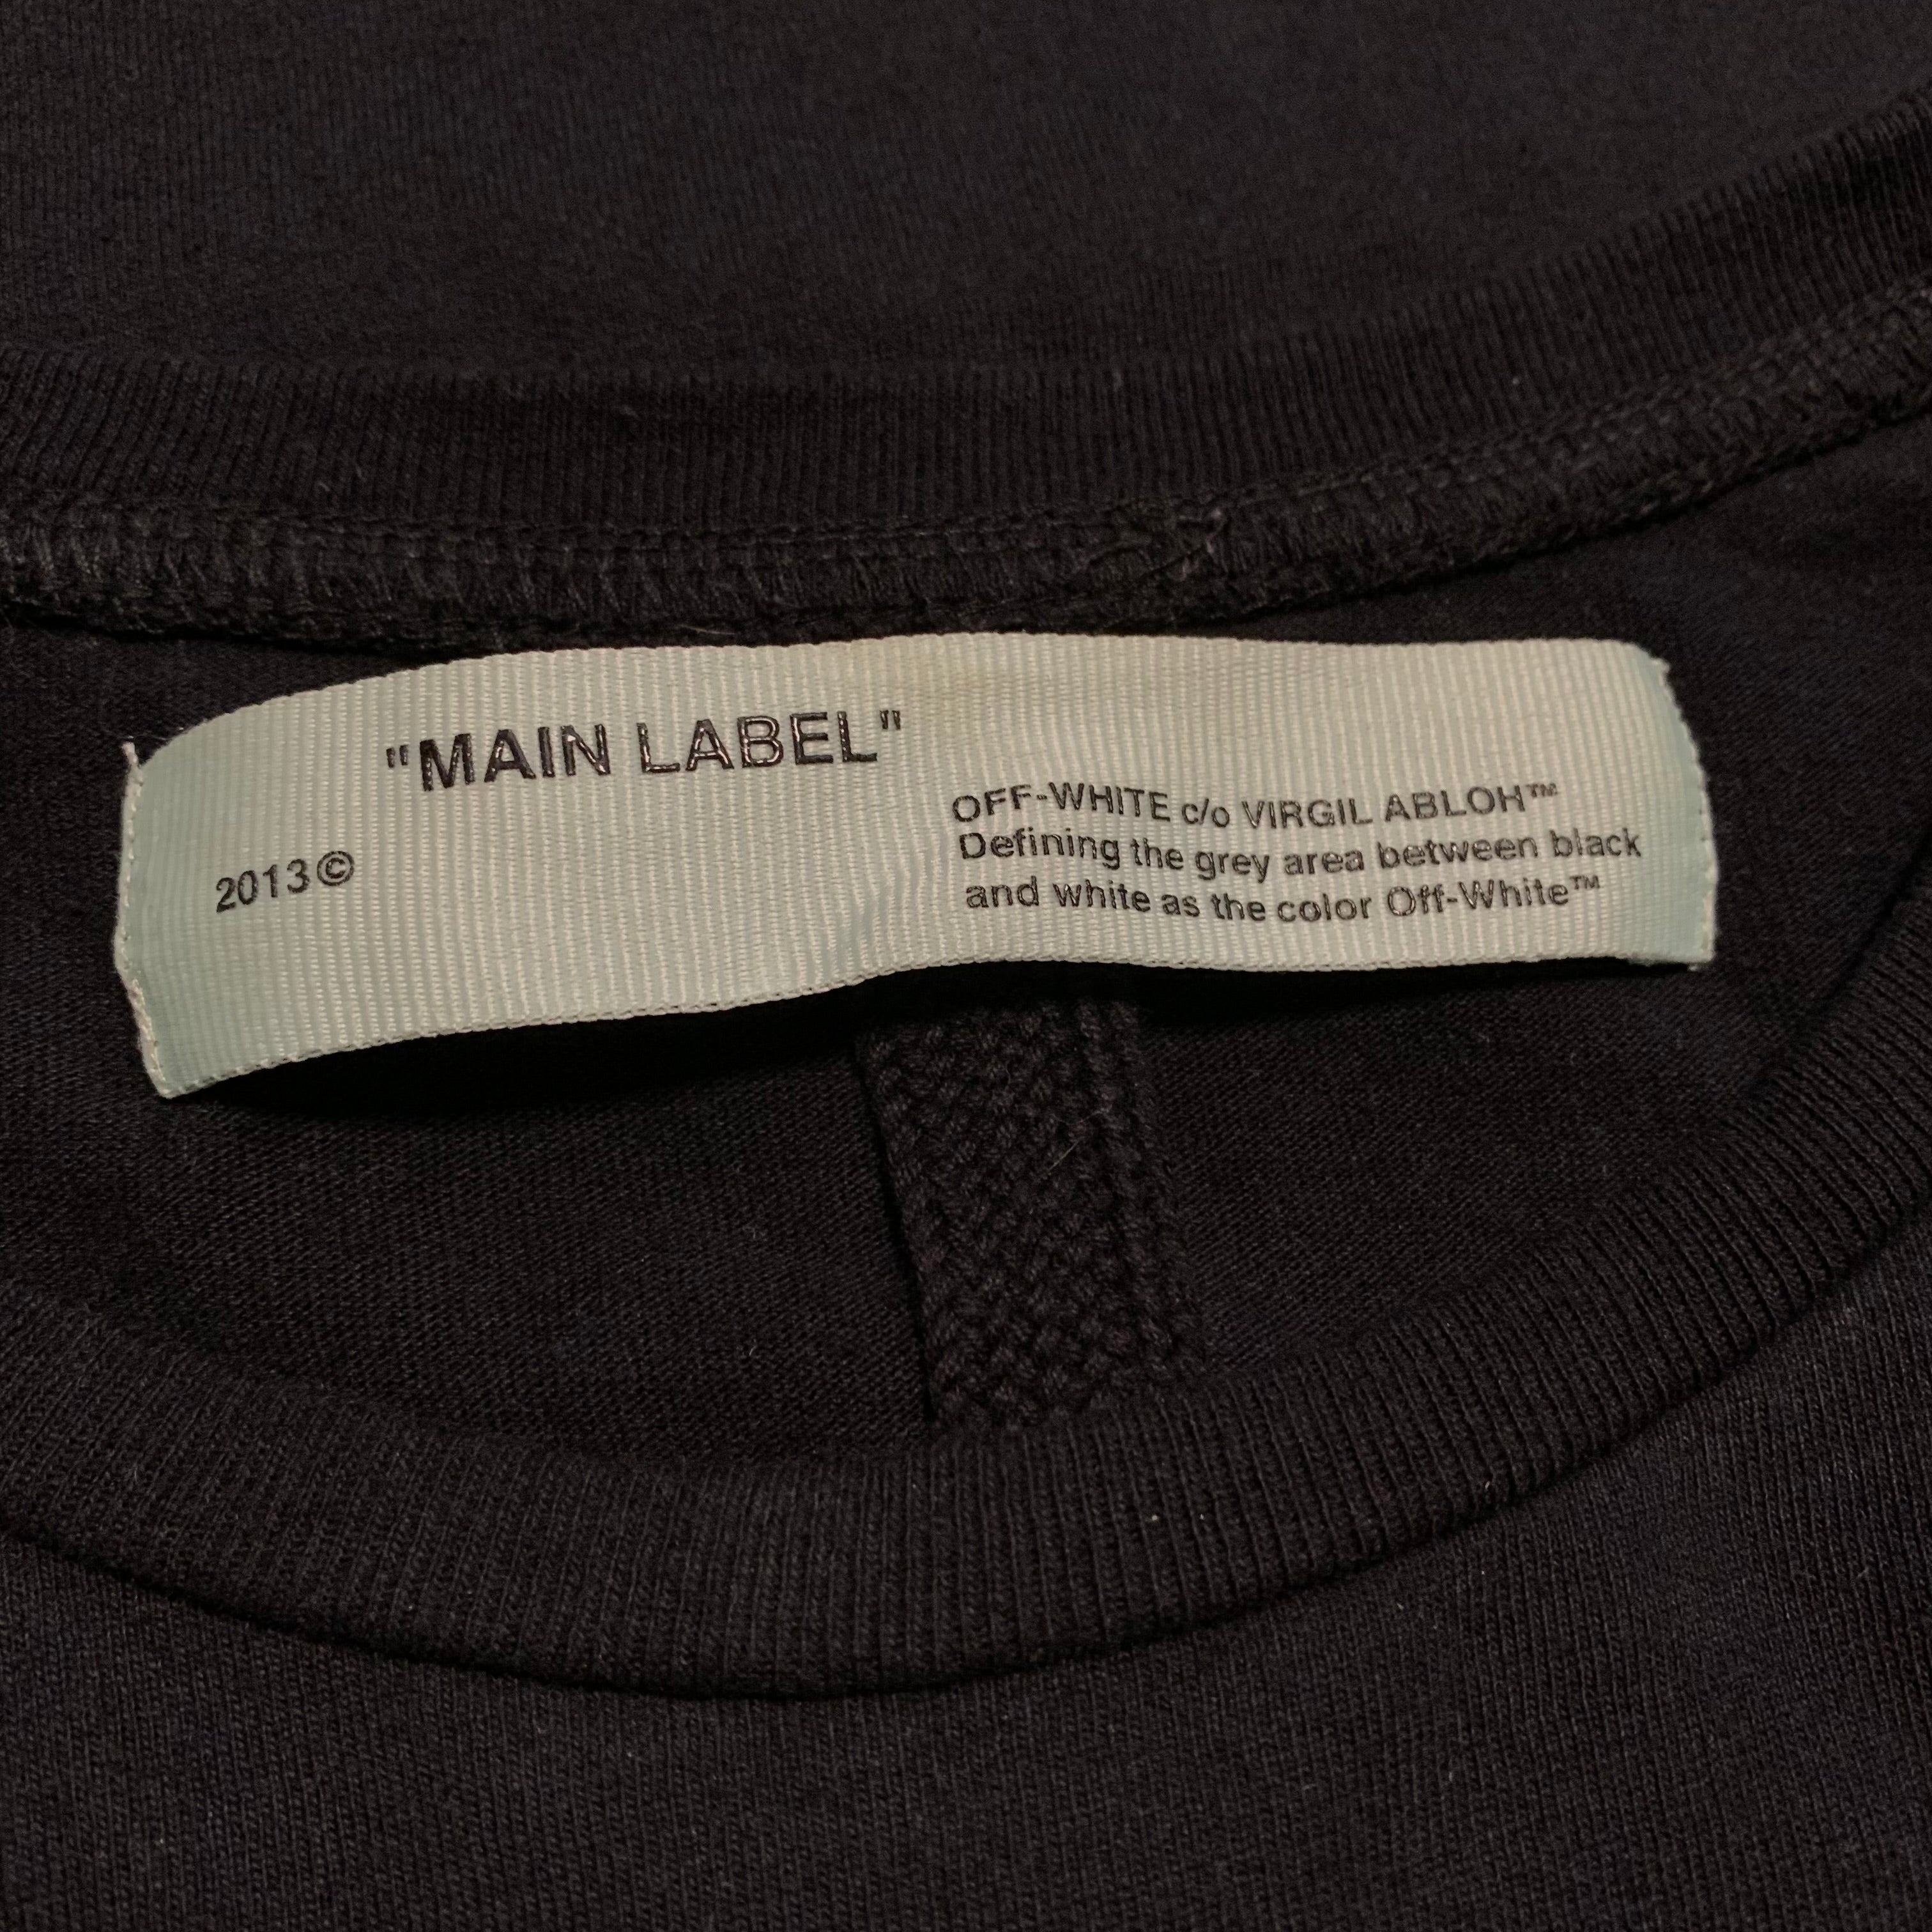 "MAIN LABEL"
2013©
OFF-WHITE c/o VIRGIL ABLOH™
Defining the grey area between black
and white as the color Off-White™